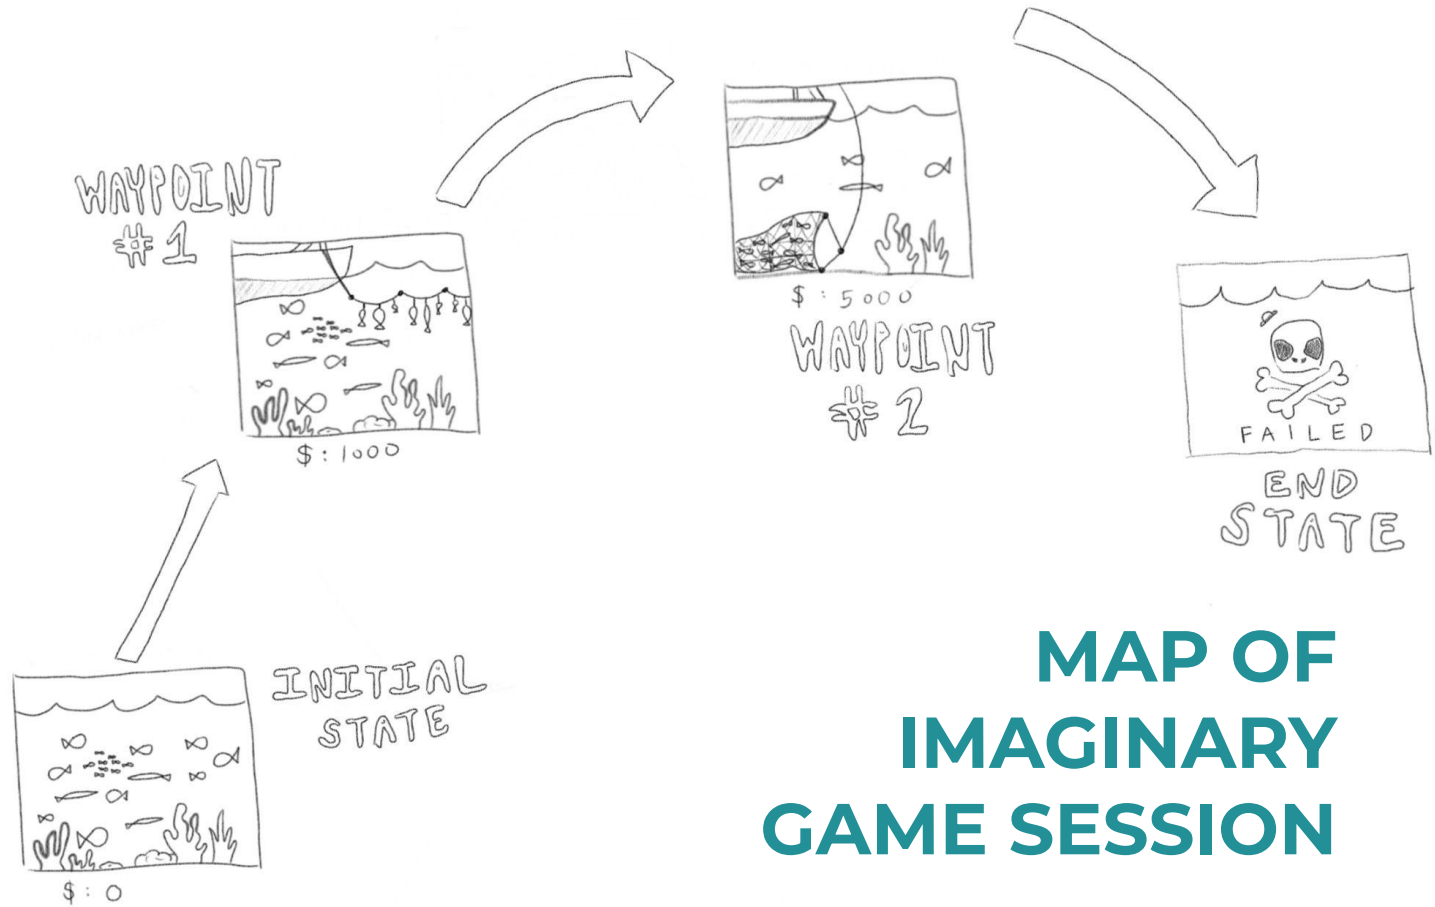 WAYPOINT
#1
$: 1000
$: 5000
WAYPOINT
#2
FAILED
END
STATE
INITIAL
STATE
$: 0
MAP OF
IMAGINARY
GAME SESSION